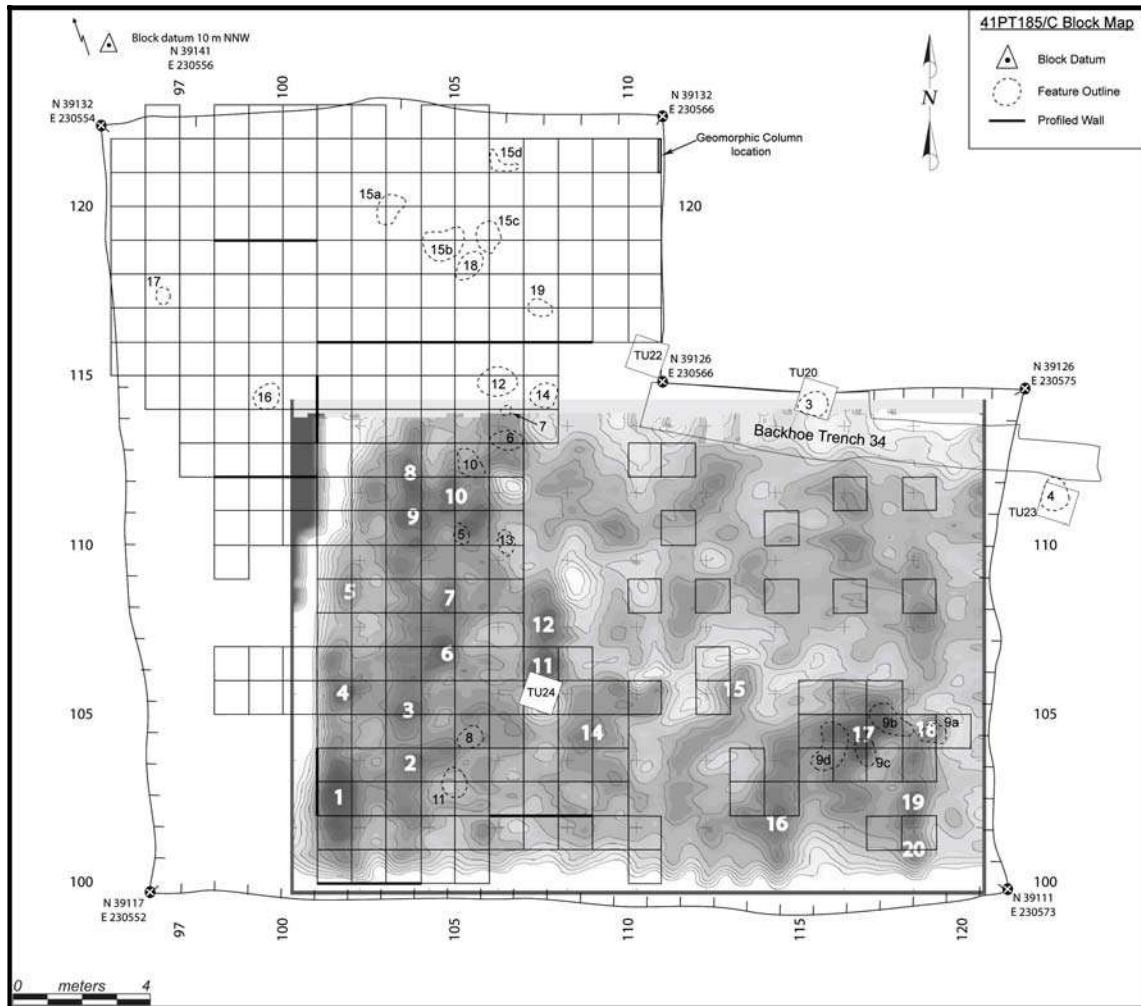 41PT185/C Block Map
Block Datum
Feature Outline
Profiled Wall
Block datum 10 m NNW
N 39141
E 230556
97
100
105
110
N 39132
E 230554
N 39132
E 230566
N
Geomorphic Column
location
15d
15a
120
120
15c
15b
18
17
19
TU22
N 39126
E 230566
TU20
N 39126
E 230575
115
12
16
14
3
7
Backhoe Trench 34
6
8
10
10
4
9
TU23
5
13
110
110
5
7
12
6
11
4
TU24
15
105
5
105
9b
9a
8
14
17
18
2
9d
9c
1
11
19
16
20
100
100
N 39117
E 230552
N 39111
E 230573
97
100
105
110
115
120
0 meters 4